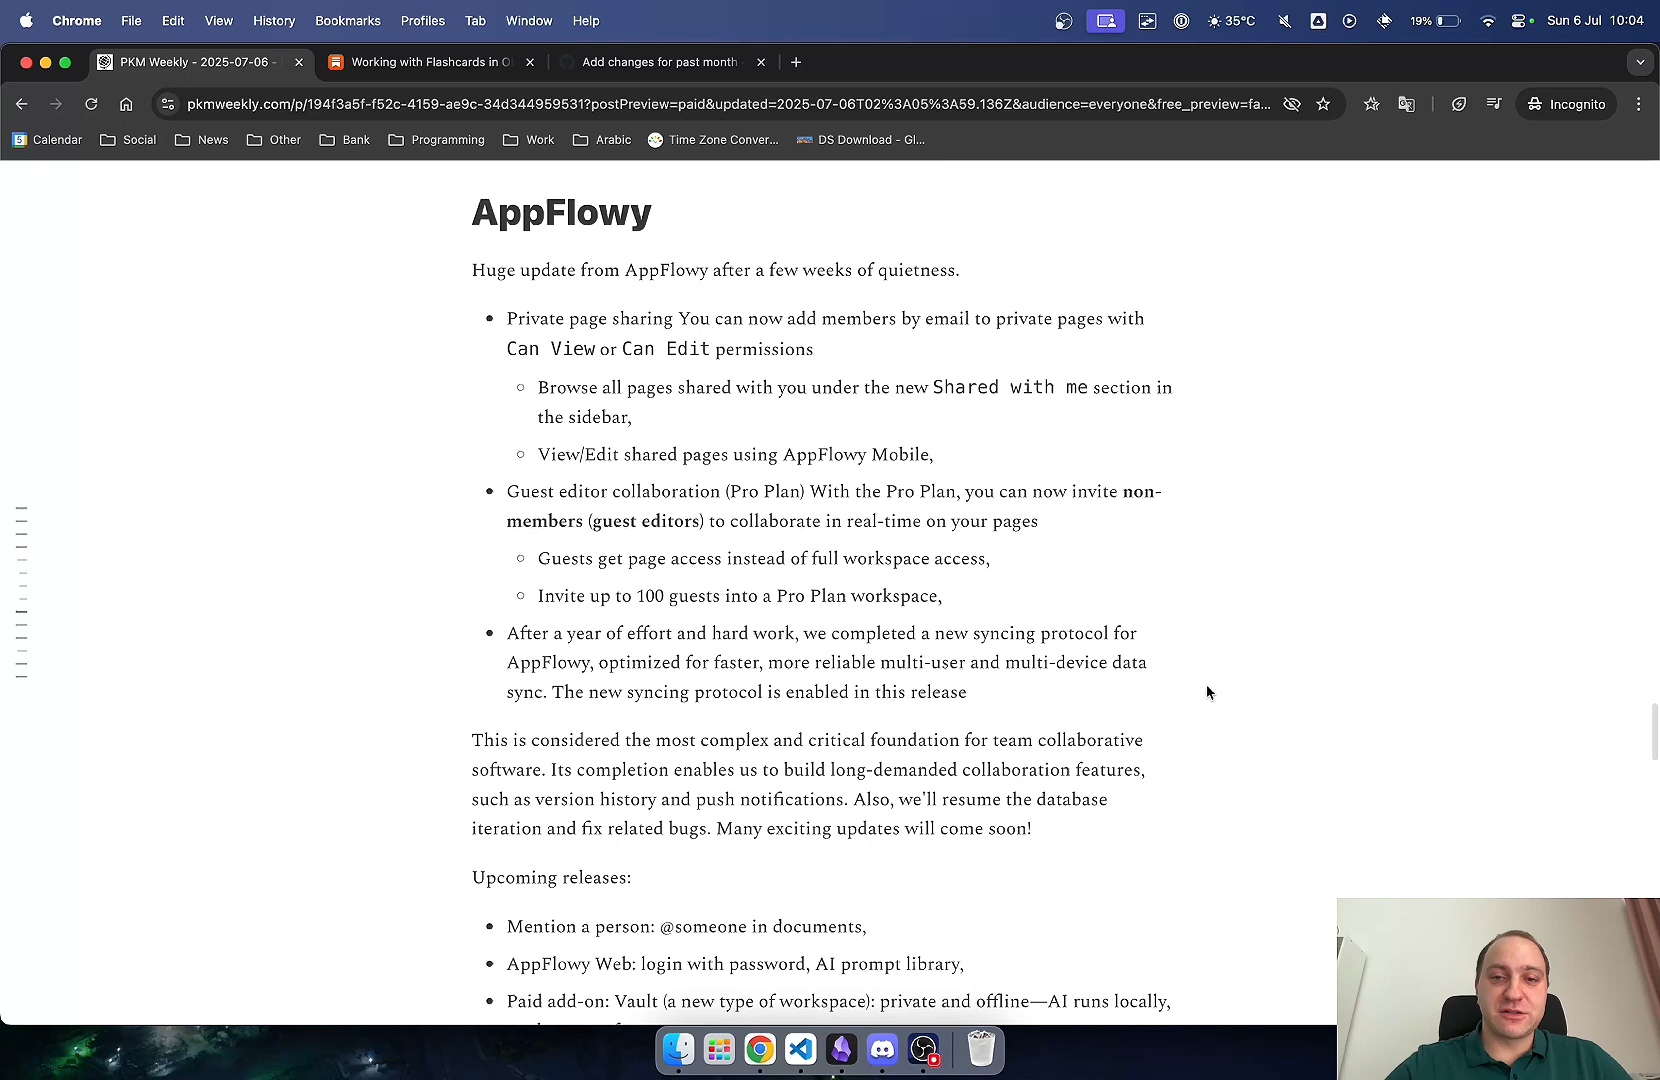 Chrome File Edit View History Bookmarks Profiles Tab Window Help 35°C 19% Sun 6 Jul 10:04
PKM Weekly - 2025-07-06 - Working with Flashcards in O Add changes for past month
pkmweekly.com/p/194f3a5f-f52c-4159-ae9c-34d344959531?postPreview=paid&updated=2025-07-06T02%3A05%3A59.136Z&audience=everyone&free_preview=fa... Incognito
Calendar Social News Other Bank Programming Work Arabic Time Zone Conver... DS Download - Gl...
AppFlowy
Huge update from AppFlowy after a few weeks of quietness.
• Private page sharing You can now add members by email to private pages with
Can View or Can Edit permissions
○ Browse all pages shared with you under the new Shared with me section in
the sidebar,
○ View/Edit shared pages using AppFlowy Mobile,
• Guest editor collaboration (Pro Plan) With the Pro Plan, you can now invite non-
members (guest editors) to collaborate in real-time on your pages
○ Guests get page access instead of full workspace access,
○ Invite up to 100 guests into a Pro Plan workspace,
• After a year of effort and hard work, we completed a new syncing protocol for
AppFlowy, optimized for faster, more reliable multi-user and multi-device data
sync. The new syncing protocol is enabled in this release
This is considered the most complex and critical foundation for team collaborative
software. Its completion enables us to build long-demanded collaboration features,
such as version history and push notifications. Also, we'll resume the database
iteration and fix related bugs. Many exciting updates will come soon!
Upcoming releases:
• Mention a person: @someone in documents,
• AppFlowy Web: login with password, AI prompt library,
• Paid add-on: Vault (a new type of workspace): private and offline—AI runs locally,